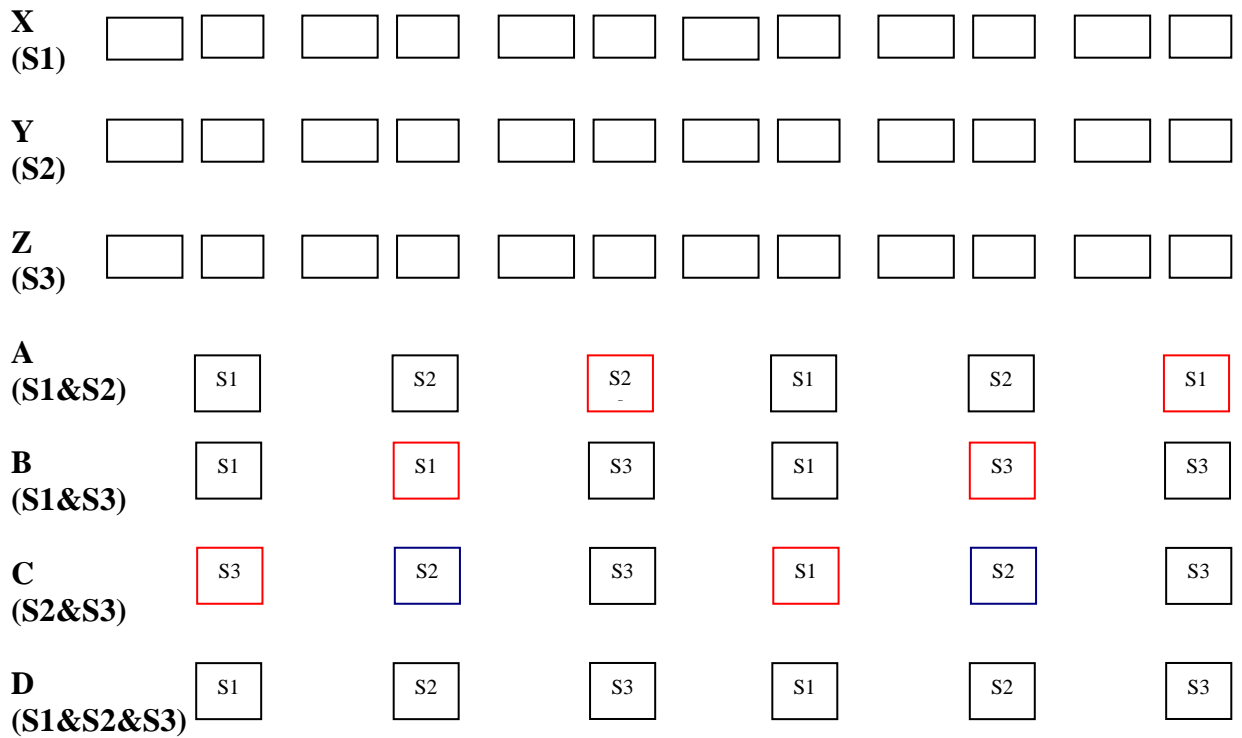 X
(S1)
Y
(S2)
Z
(S3)
A
(S1&S2)
S1 S2 S2 S1 S2 S1
-
B
(S1&S3)
S1 S1 S3 S1 S3 S3
C
(S2&S3)
S3 S2 S3 S1 S2 S3
D
(S1&S2&S3)
S1 S2 S3 S1 S2 S3